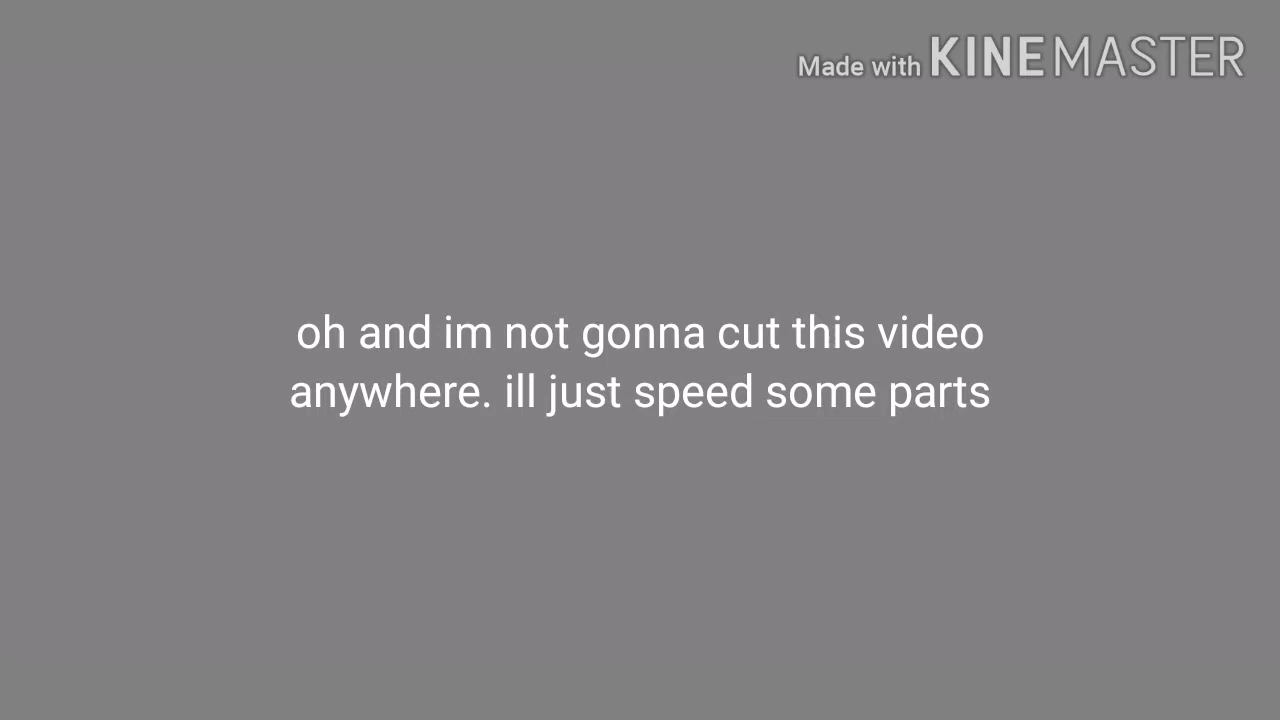 Made with KINEMASTER
oh and im not gonna cut this video
anywhere. ill just speed some parts